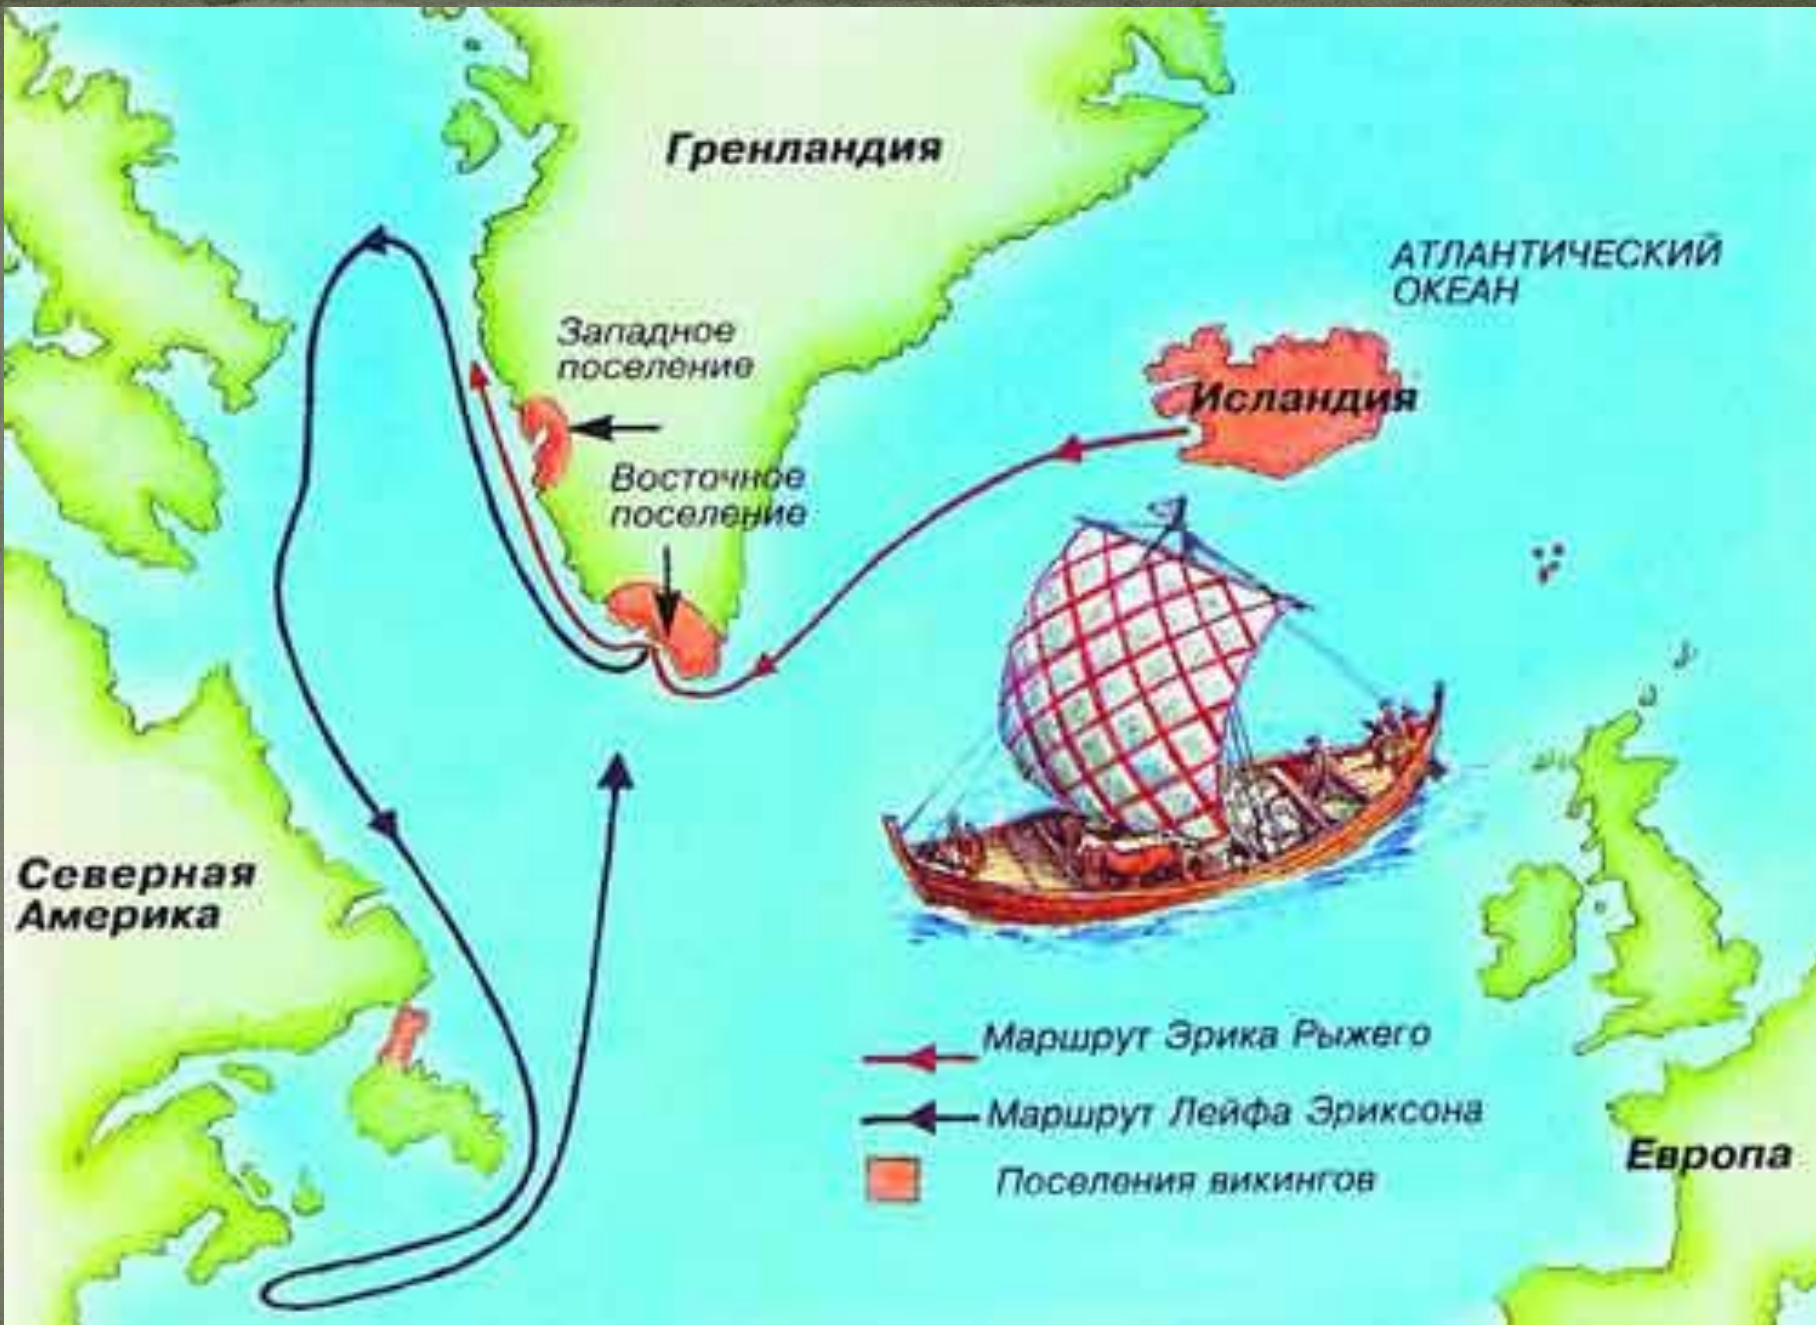 Гренландия
АТЛАНТИЧЕСКИЙ
ОКЕАН
Западное
поселение
Исландия
Восточное
поселение
Северная
Америка
Маршрут Эрика Рыжего
Маршрут Лейфа Эриксона
Европа
Поселения викингов